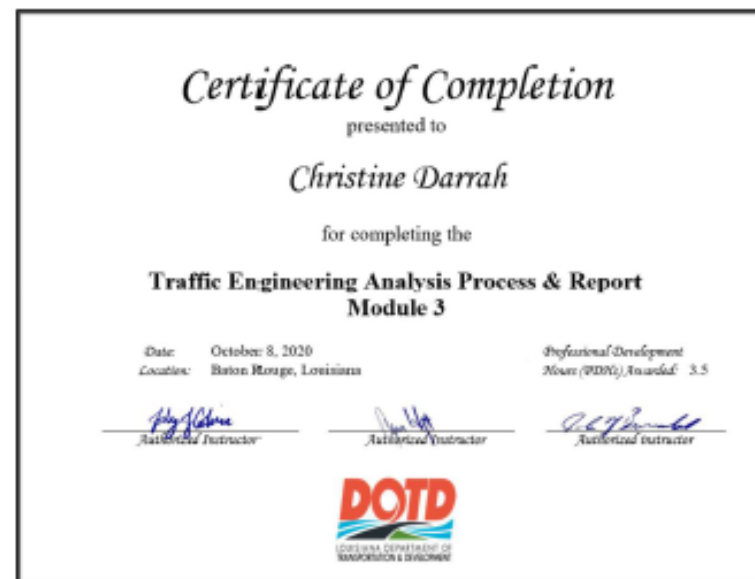 Certificate of Completion
presented to
Christine Darrah
for completing the
Traffic Engineering Analysis Process & Report
Module 3
Date: October 8, 2020
Location: Baton Rouge, Louisiana
Professional Development
Hours (PDHs) Awarded: 3.5
Authorized Instructor
Authorized Instructor
Authorized Instructor
DOTD
LOUISIANA DEPARTMENT OF
TRANSPORTATION & DEVELOPMENT